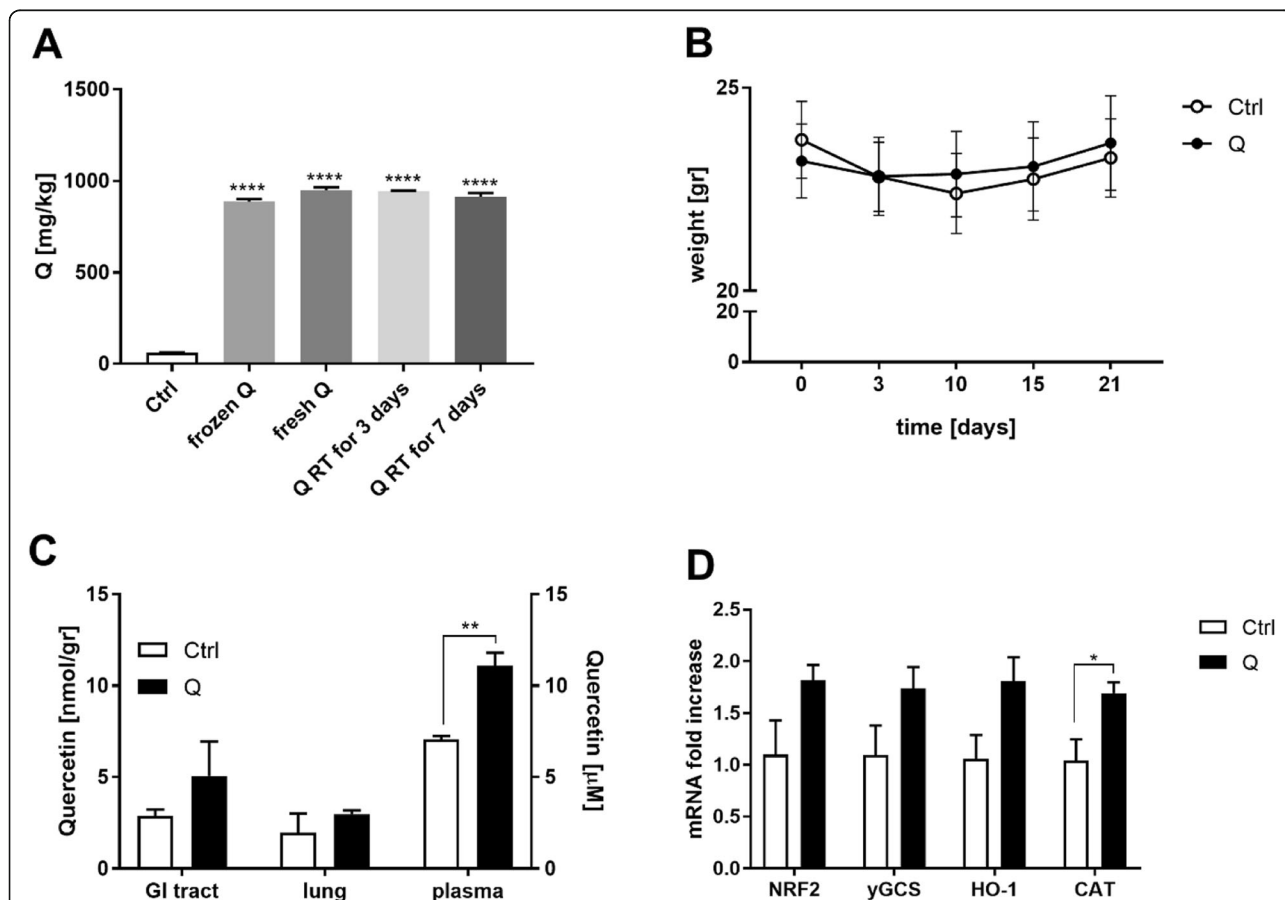 A
1500
1000
500
0
Q [mg/kg]
****
****
****
****
Ctrl
frozen Q
fresh Q
Q RT for 3 days
Q RT for 7 days
B
25
20
20
0
weight [gr]
0 3 10 15 21
time [days]
Ctrl
Q
C
15
10
5
0
Quercetin [nmol/gr]
Ctrl
Q
**
15
10
5
0
Quercetin [µM]
GI tract lung plasma
D
2.5
2.0
1.5
1.0
0.5
0.0
mRNA fold increase
*
Ctrl
Q
NRF2 yGCS HO-1 CAT